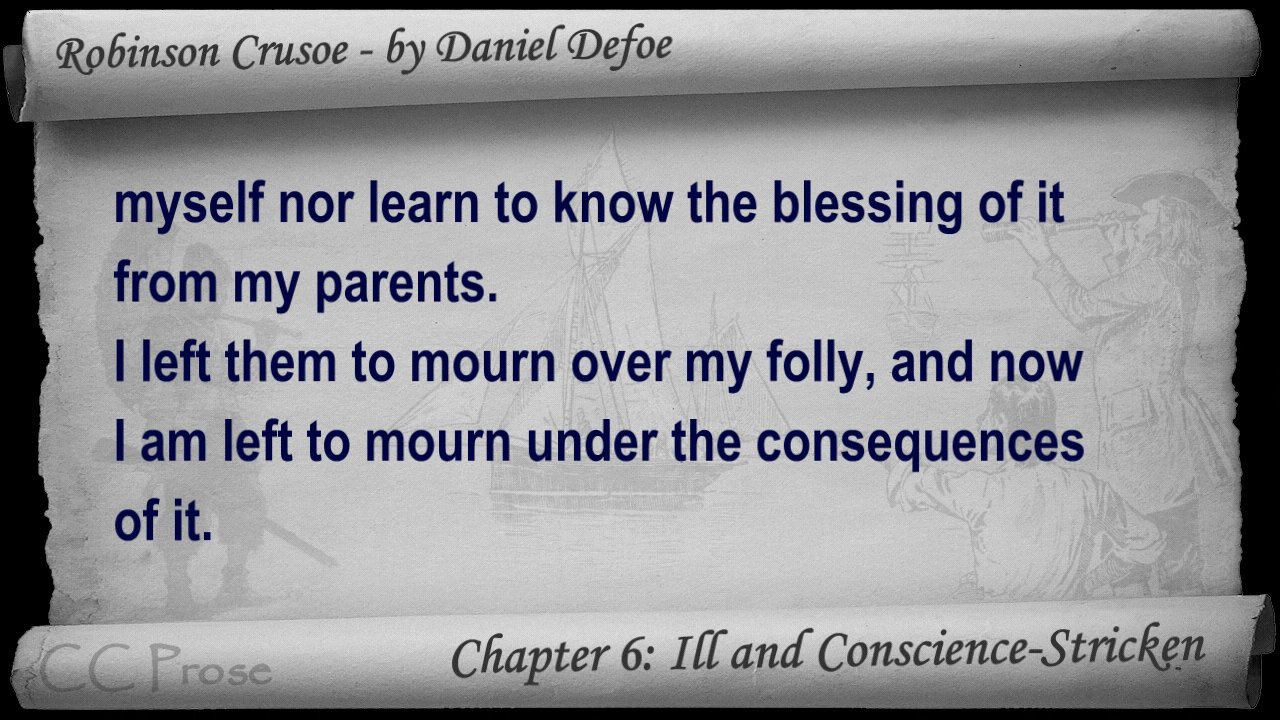 Robinson Crusoe - by Daniel Defoe
myself nor learn to know the blessing of it
from my parents.
I left them to mourn over my folly, and now
I am left to mourn under the consequences
of it.
CC Prose
Chapter 6: Ill and Conscience-Stricken